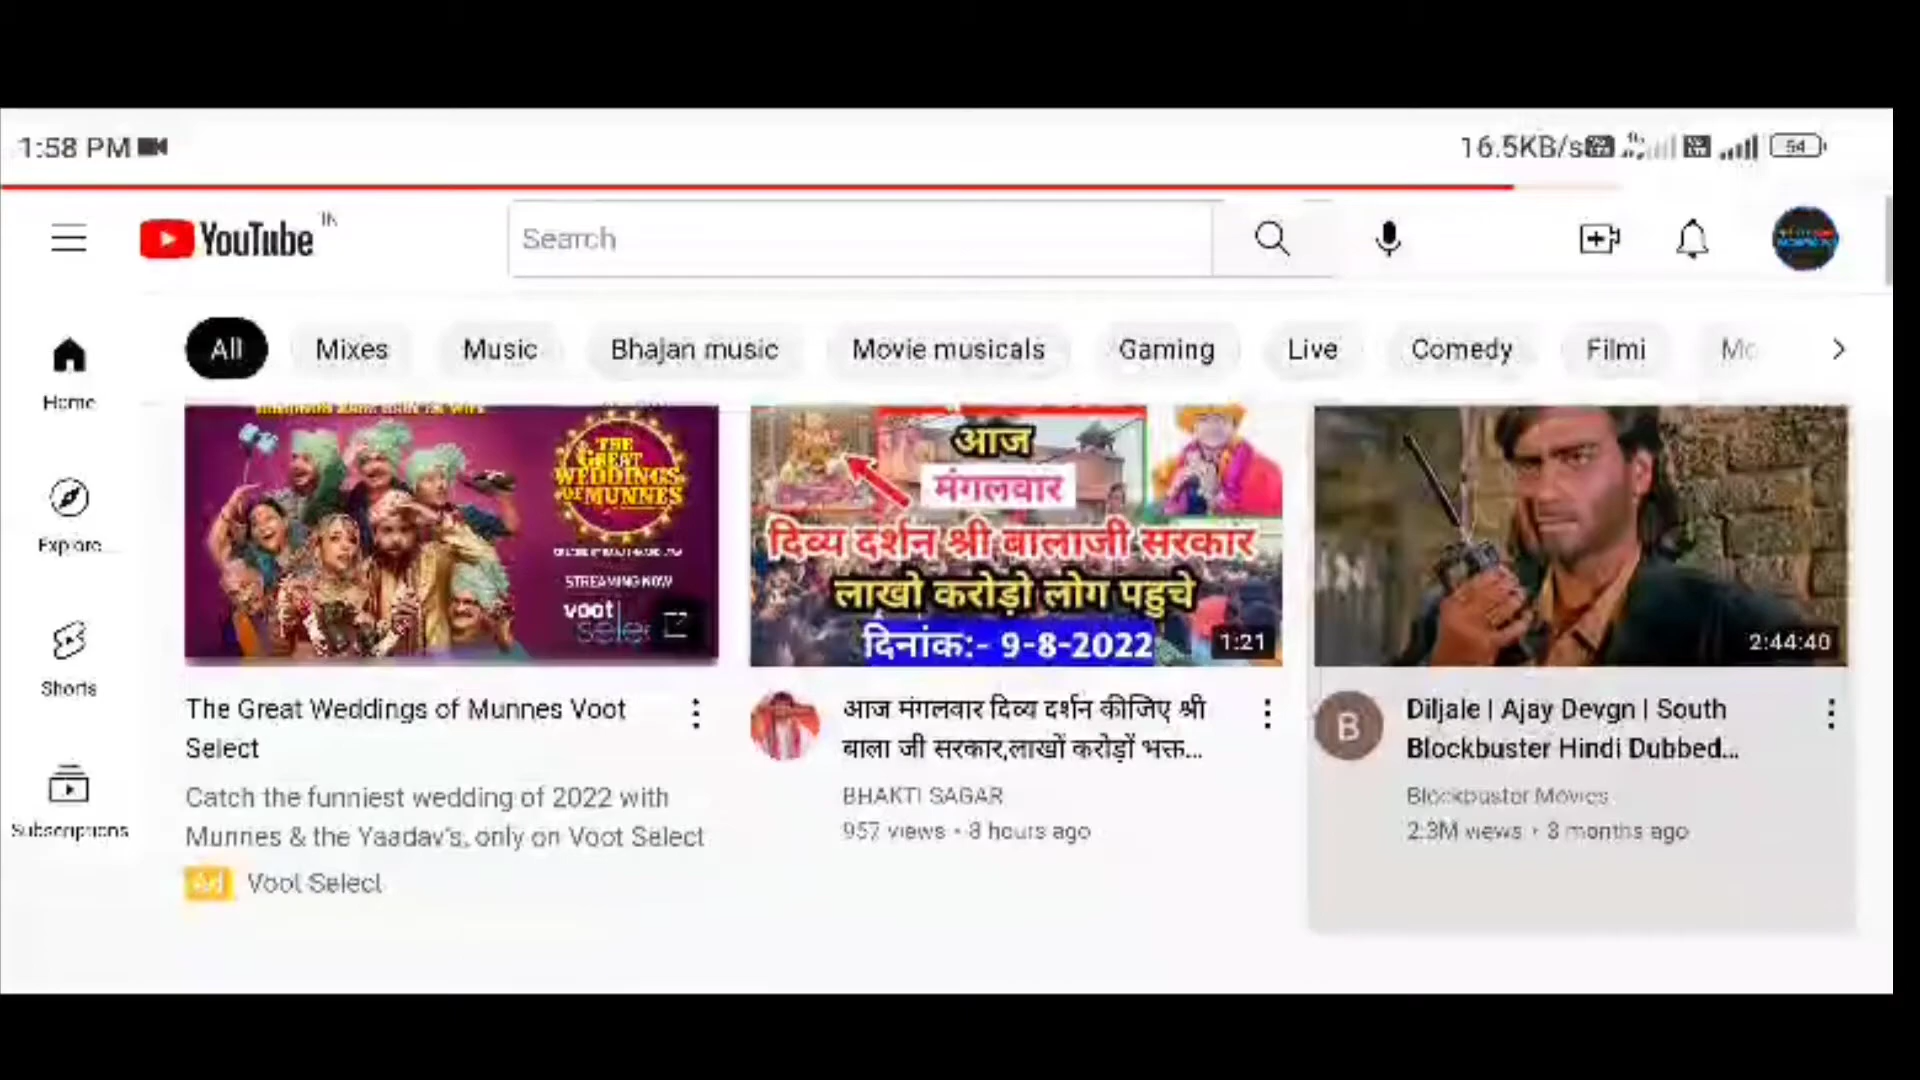 1:58 PM
16.5KB/s
54
YouTube IN
Search
All
Mixes
Music
Bhajan music
Movie musicals
Gaming
Live
Comedy
Filmi
Mo
Home
Explore
Shorts
Subscriptions
THE
GREAT
WEDDINGS
OF MUNNES
STREAMING NOW
voot
select
आज
मंगलवार
दिव्य दर्शन श्री बालाजी सरकार
लाखो करोड़ो लोग पहुचे
दिनांक:- 9-8-2022
1:21
2:44:40
The Great Weddings of Munnes Voot
Select
Catch the funniest wedding of 2022 with
Munnes & the Yaadav's, only on Voot Select
Ad Voot Select
आज मंगलवार दिव्य दर्शन कीजिए श्री
बाला जी सरकार,लाखों करोड़ों भक्त...
BHAKTI SAGAR
957 views • 8 hours ago
B
Diljale | Ajay Devgn | South
Blockbuster Hindi Dubbed...
Blockbuster Movies
2.3M views • 3 months ago